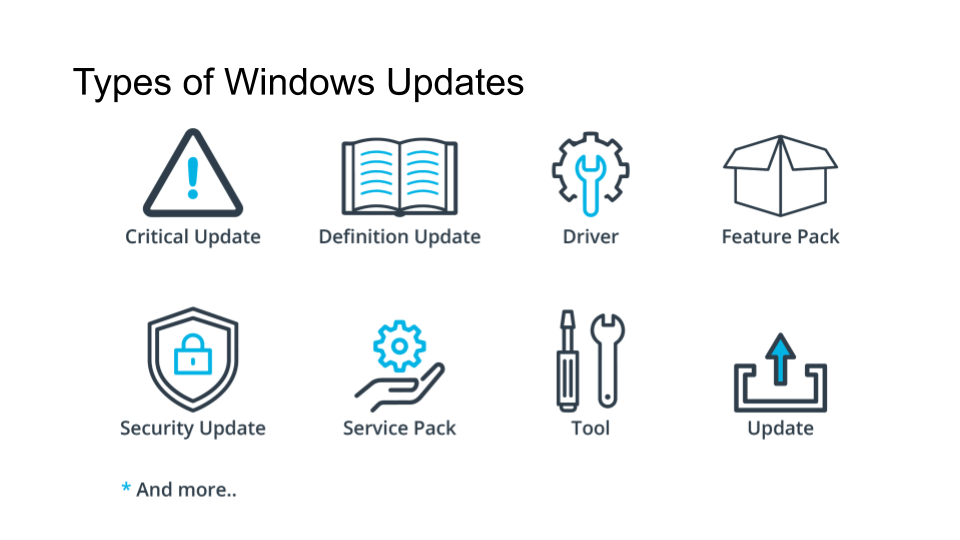 Types of Windows Updates
Critical Update
Definition Update
Driver
Feature Pack
Security Update
Service Pack
Tool
Update
* And more..